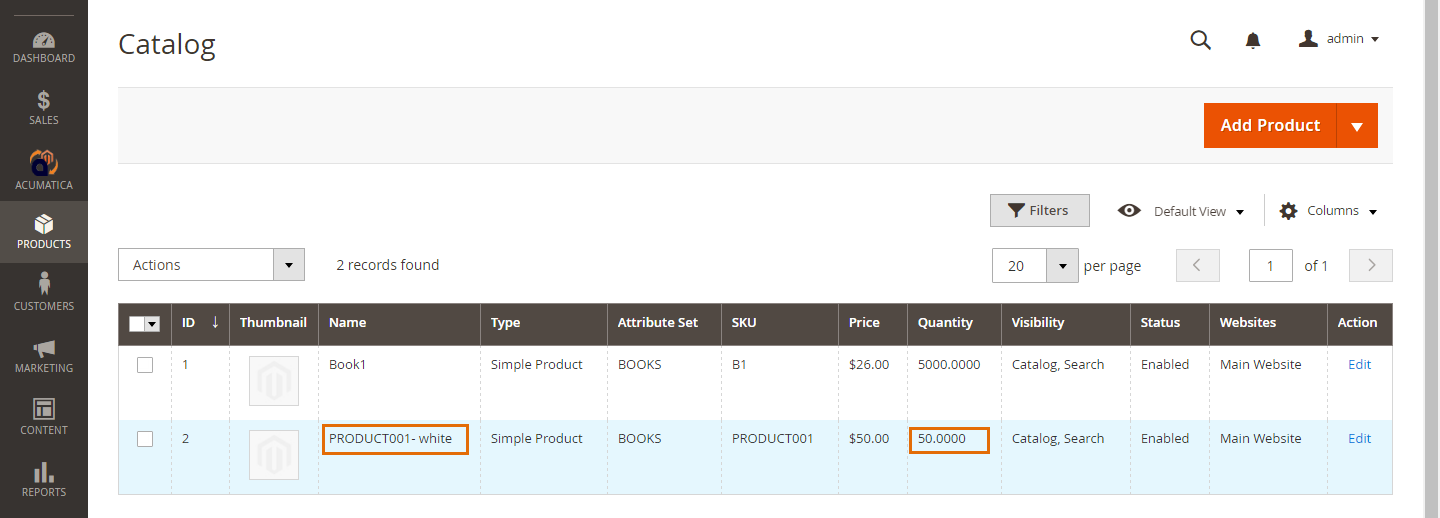 DASHBOARD
SALES
ACUMATICA
PRODUCTS
CUSTOMERS
MARKETING
CONTENT
REPORTS
Catalog
admin
Add Product
Filters
Default View
Columns
Actions
2 records found
20 per page
1 of 1
ID ↓ Thumbnail Name Type Attribute Set SKU Price Quantity Visibility Status Websites Action
1 Book1 Simple Product BOOKS B1 $26.00 5000.0000 Catalog, Search Enabled Main Website Edit
2 PRODUCT001- white Simple Product BOOKS PRODUCT001 $50.00 50.0000 Catalog, Search Enabled Main Website Edit